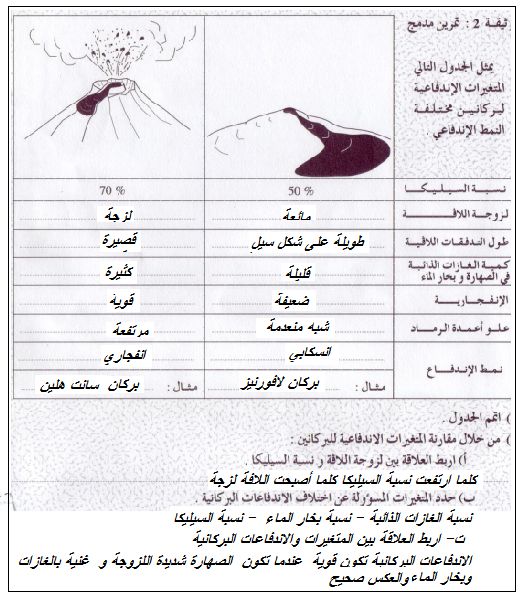 وثيقة 2 : تمرين مدمج
يمثل الجدول التالي
المتغيرات الإندفاعية
لبركانين مختلفة
النمط الإندفاعي .
نسبة السيليكا 50 % 70 %
لزوجة اللافة مائعة لزجة
طول التدفقات اللافية طويلة على شكل سيل قصيرة
كمية الغازات الذائبة
في الصهارة و بخار الماء قليلة كثيرة
الإنفجارية ضعيفة قوية
علو أعمدة الرماد شبه منعدمة مرتفعة
نمط الإندفاع انسكابي انفجاري
مثال : بركان لافورنيز مثال : بركان سانت هلين
) اتمم الجدول .
) من خلال مقارنة المتغيرات الاندفاعية للبركانين :
أ) اربط العلاقة بين لزوجة اللافة و نسبة السيليكا .
كلما ارتفعت نسبة السيليكا كلما أصبحت اللافة لزجة
ب) حدد المتغيرات المسؤولة عن اختلاف الاندفاعات البركانية .
نسبة الغازات الذائبة - نسبة بخار الماء - نسبة السيليكا
ت- اربط العلاقة بين المتغيرات والاندفاعات البركانية
الاندفاعات البركانية تكون قوية عندما تكون الصهارة شديدة اللزوجة و غنية بالغازات
وبخار الماء والعكس صحيح